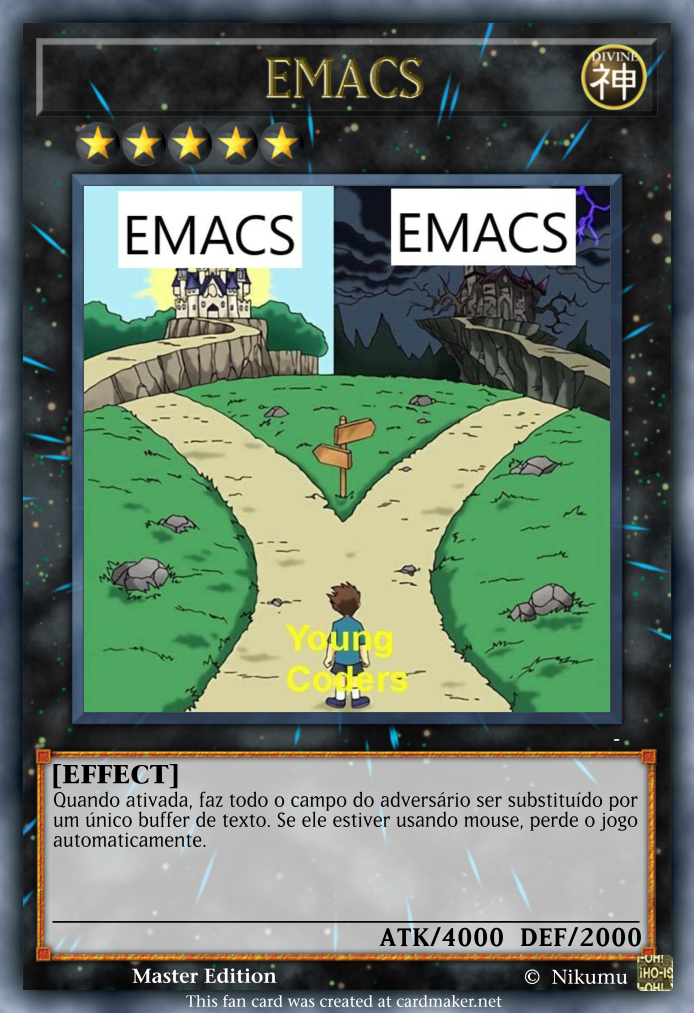 EMACS
DIVINE
神
EMACS
EMACS
Young
Coders
-
[EFFECT]
Quando ativada, faz todo o campo do adversário ser substituído por
um único buffer de texto. Se ele estiver usando mouse, perde o jogo
automaticamente.
ATK/4000 DEF/2000
Master Edition
© Nikumu
This fan card was created at cardmaker.net